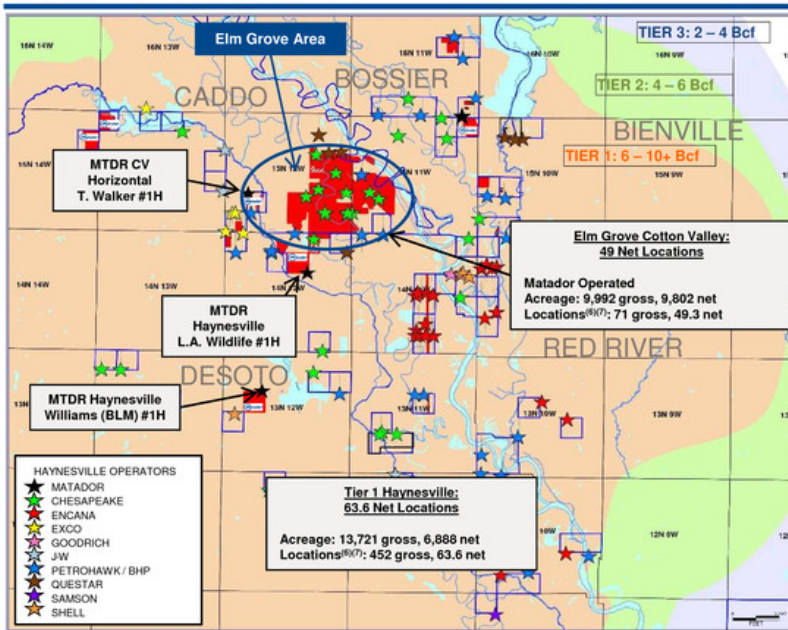 Elm Grove Area
TIER 3: 2 – 4 Bcf
16N 14W
16N 13W
16N 11W
16N 10W
BOSSIER
CADDO
TIER 2: 4 – 6 Bcf
BIENVILLE
15N 14W
MTDR CV
Horizontal
T. Walker #1H
15N 10W
TIER 1: 6 – 10+ Bcf
15N 9W
Elm Grove Cotton Valley:
49 Net Locations
Matador Operated
Acreage: 9,992 gross, 9,802 net
Locations(6)(7): 71 gross, 49.3 net
14N 14W
14N 13W
14N 12W
MTDR
Haynesville
L.A. Wildlife #1H
RED RIVER
DESOTO
MTDR Haynesville
Williams (BLM) #1H
13N 12W
13N 11W
13N 10W
13N 9W
HAYNESVILLE OPERATORS
MATADOR
CHESAPEAKE
ENCANA
EXCO
GOODRICH
J-W
PETROHAWK / BHP
QUESTAR
SAMSON
SHELL
Tier 1 Haynesville:
63.6 Net Locations
Acreage: 13,721 gross, 6,888 net
Locations(6)(7): 452 gross, 63.6 net
12N 9W
FEET